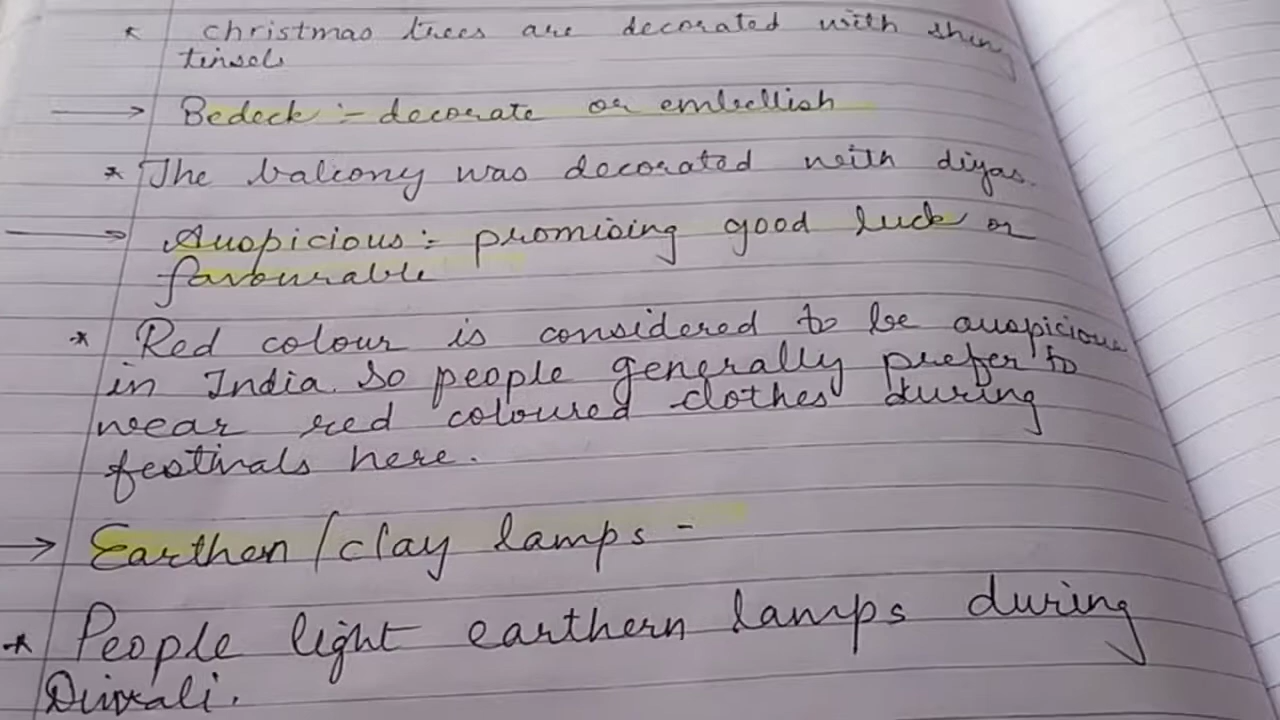 * christmas trees are decorated with shiny
tinsels
→ Bedeck :- decorate or embellish
* The balcony was decorated with diyas.
→ Auspicious :- promising good luck or
favourable
* Red colour is considered to be auspicious
in India. So people generally prefer to
wear red coloured clothes during
festivals here.
→ Earthen / clay lamps -
* People light earthern lamps during
Diwali.